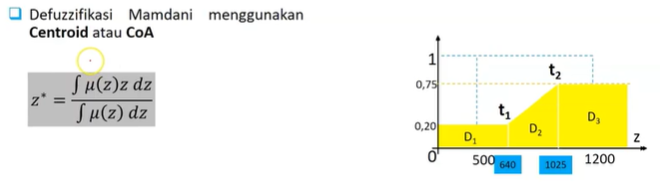 Defuzzifikasi Mamdani menggunakan
Centroid atau CoA
z* = ∫ μ(z)z dz / ∫ μ(z) dz
1
t₂
0,75
t₁
0,20
D₁
D₂
D₃
z
0
500
640
1025
1200